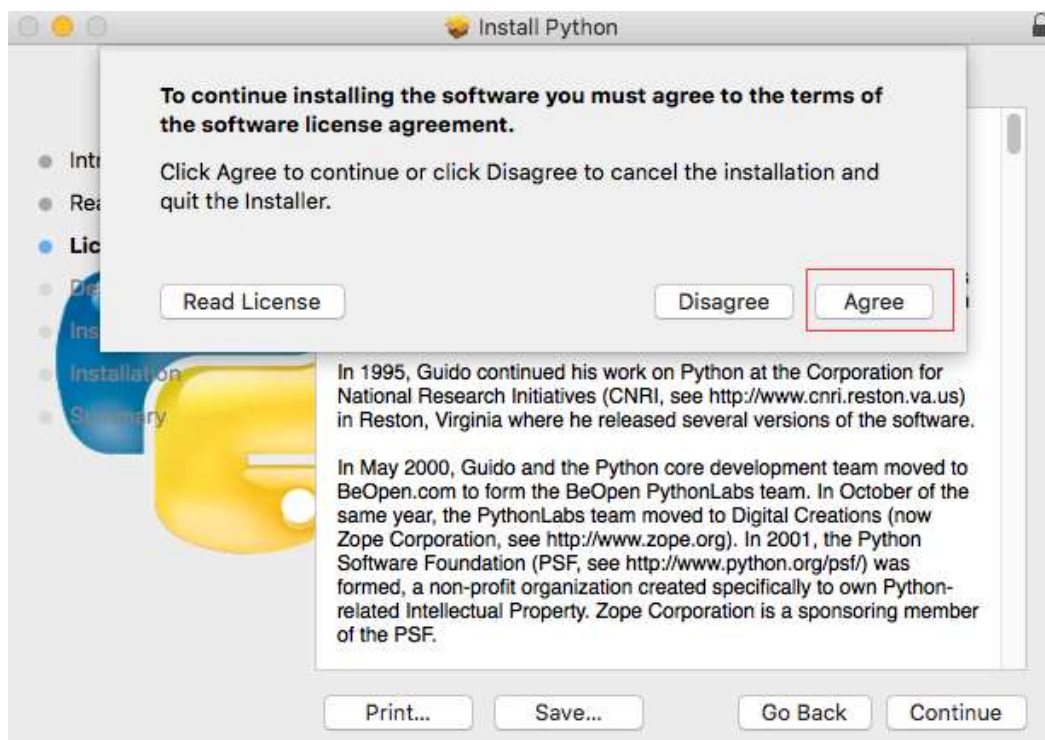 Install Python
To continue installing the software you must agree to the terms of
the software license agreement.
Click Agree to continue or click Disagree to cancel the installation and
quit the Installer.
Read License
Disagree
Agree
Intr
Rea
Lic
De
Ins
Installation
Summary
In 1995, Guido continued his work on Python at the Corporation for
National Research Initiatives (CNRI, see http://www.cnri.reston.va.us)
in Reston, Virginia where he released several versions of the software.
In May 2000, Guido and the Python core development team moved to
BeOpen.com to form the BeOpen PythonLabs team. In October of the
same year, the PythonLabs team moved to Digital Creations (now
Zope Corporation, see http://www.zope.org). In 2001, the Python
Software Foundation (PSF, see http://www.python.org/psf/) was
formed, a non-profit organization created specifically to own Python-
related Intellectual Property. Zope Corporation is a sponsoring member
of the PSF.
Print...
Save...
Go Back
Continue